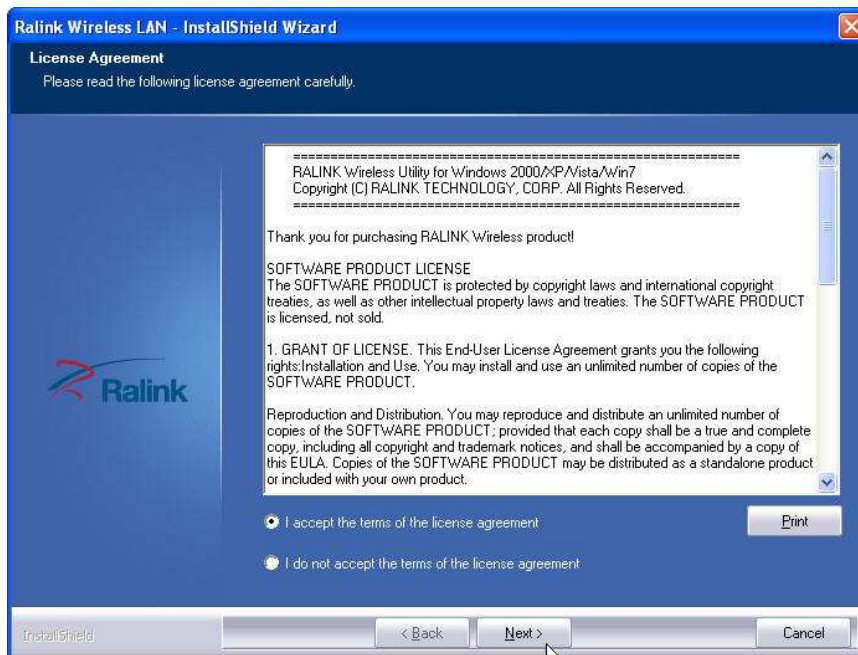 Ralink Wireless LAN - InstallShield Wizard
License Agreement
Please read the following license agreement carefully.
============================================================
RALINK Wireless Utility for Windows 2000/XP/Vista/Win7
Copyright (C) RALINK TECHNOLOGY, CORP. All Rights Reserved.
============================================================
Thank you for purchasing RALINK Wireless product!
SOFTWARE PRODUCT LICENSE
The SOFTWARE PRODUCT is protected by copyright laws and international copyright
treaties, as well as other intellectual property laws and treaties. The SOFTWARE PRODUCT
is licensed, not sold.
1. GRANT OF LICENSE. This End-User License Agreement grants you the following
rights:Installation and Use. You may install and use an unlimited number of copies of the
SOFTWARE PRODUCT.
Reproduction and Distribution. You may reproduce and distribute an unlimited number of
copies of the SOFTWARE PRODUCT; provided that each copy shall be a true and complete
copy, including all copyright and trademark notices, and shall be accompanied by a copy of
this EULA. Copies of the SOFTWARE PRODUCT may be distributed as a standalone product
or included with your own product.
Ralink
I accept the terms of the license agreement
Print
I do not accept the terms of the license agreement
InstallShield
< Back
Next >
Cancel